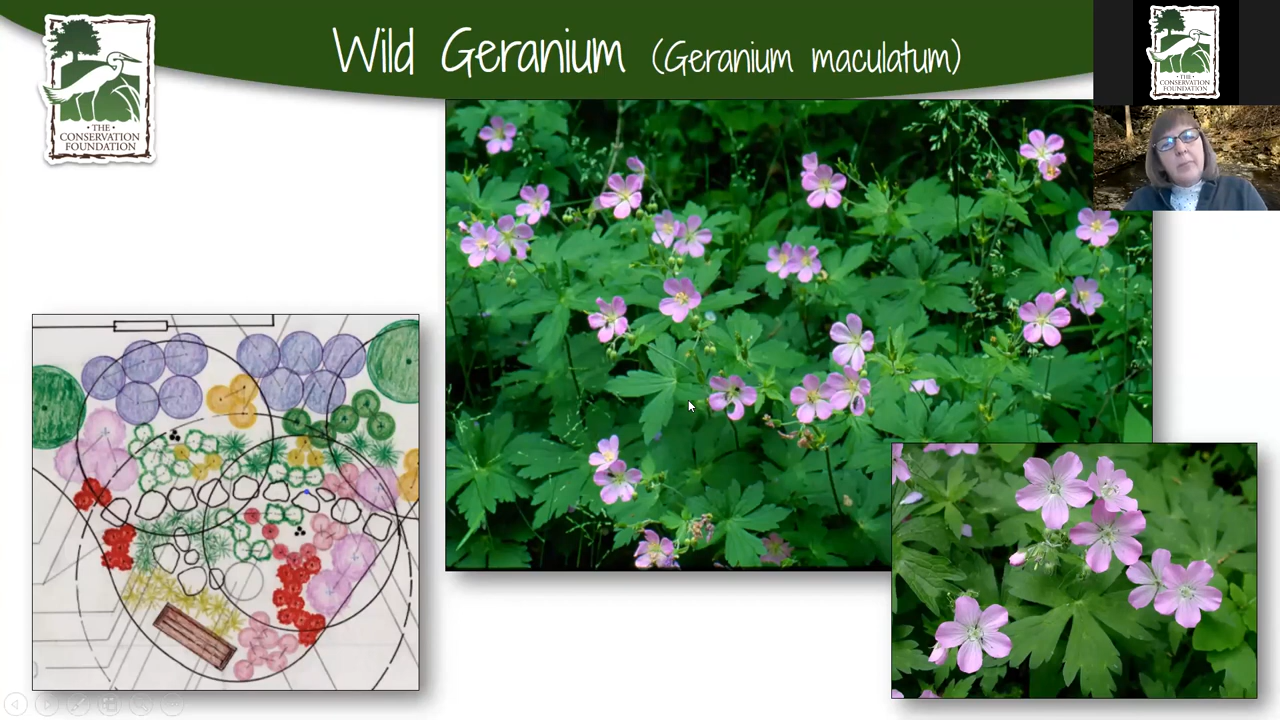 Wild Geranium (Geranium maculatum)
• THE •
CONSERVATION
FOUNDATION
• THE •
CONSERVATION
FOUNDATION